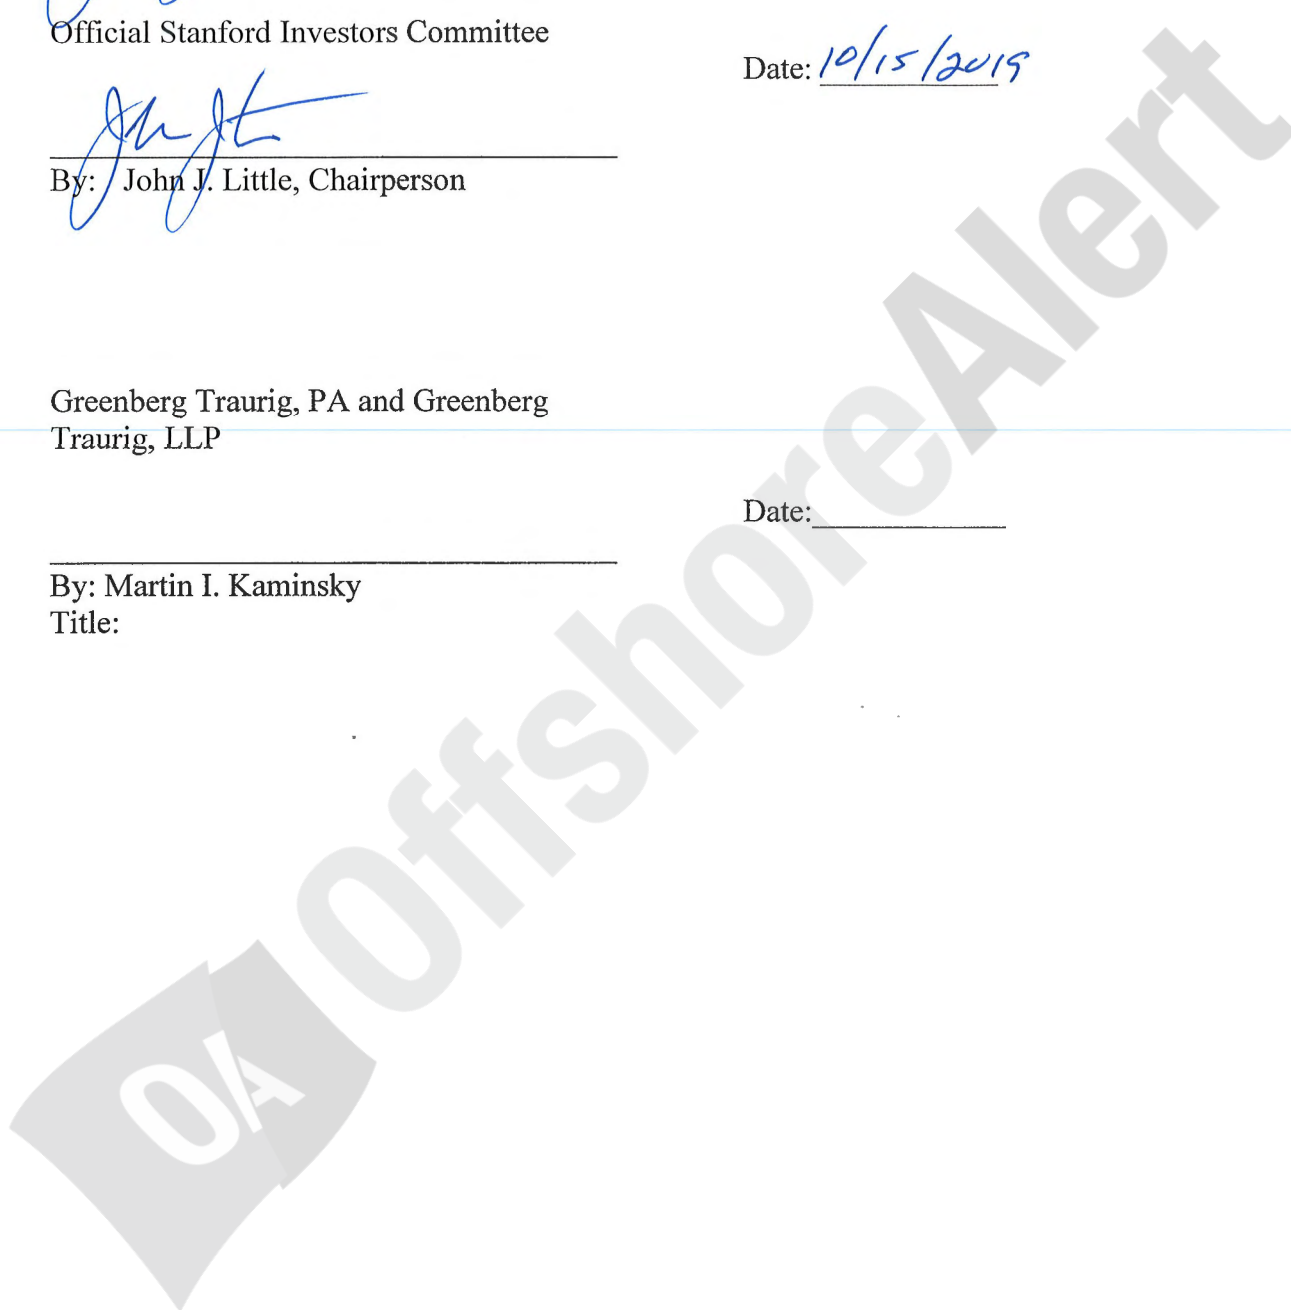 Official Stanford Investors Committee
Date: 10/15/2019
By: John J. Little, Chairperson
Greenberg Traurig, PA and Greenberg
Traurig, LLP
Date:
By: Martin I. Kaminsky
Title:
OffshoreAlert
OA